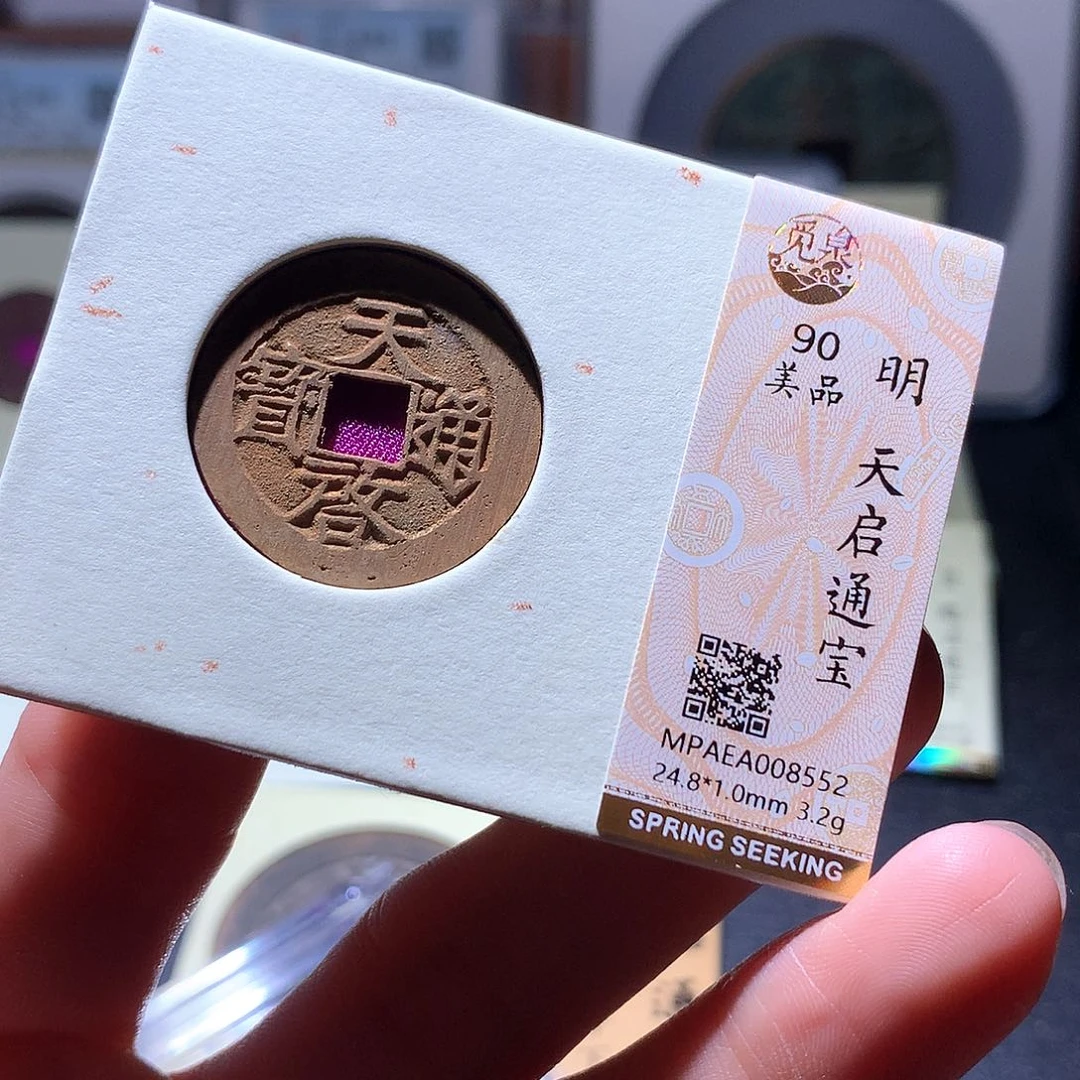 天啓通寳
觅泉
90
美品
明
天启通宝
MPAEA008552
24.8*1.0mm 3.2g
SPRING SEEKING